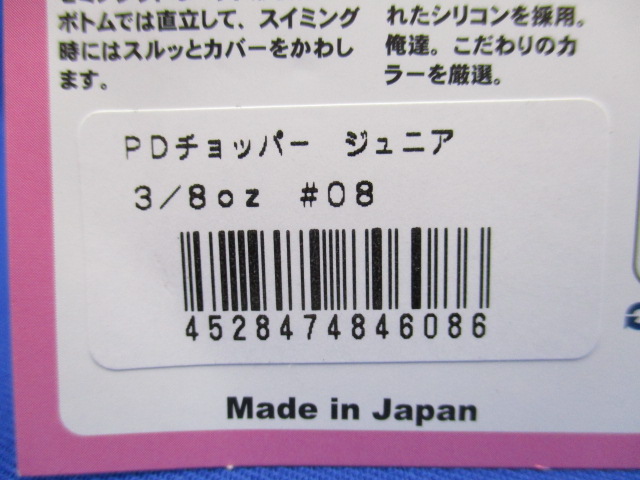 ボトムでは直立して、スイミング
時にはスルッとカバーをかわし
ます。
れたシリコンを採用。
俺達。こだわりのカ
ラーを厳選。
PDチョッパー ジュニア
3/8oz #08
4528474846086
Made in Japan